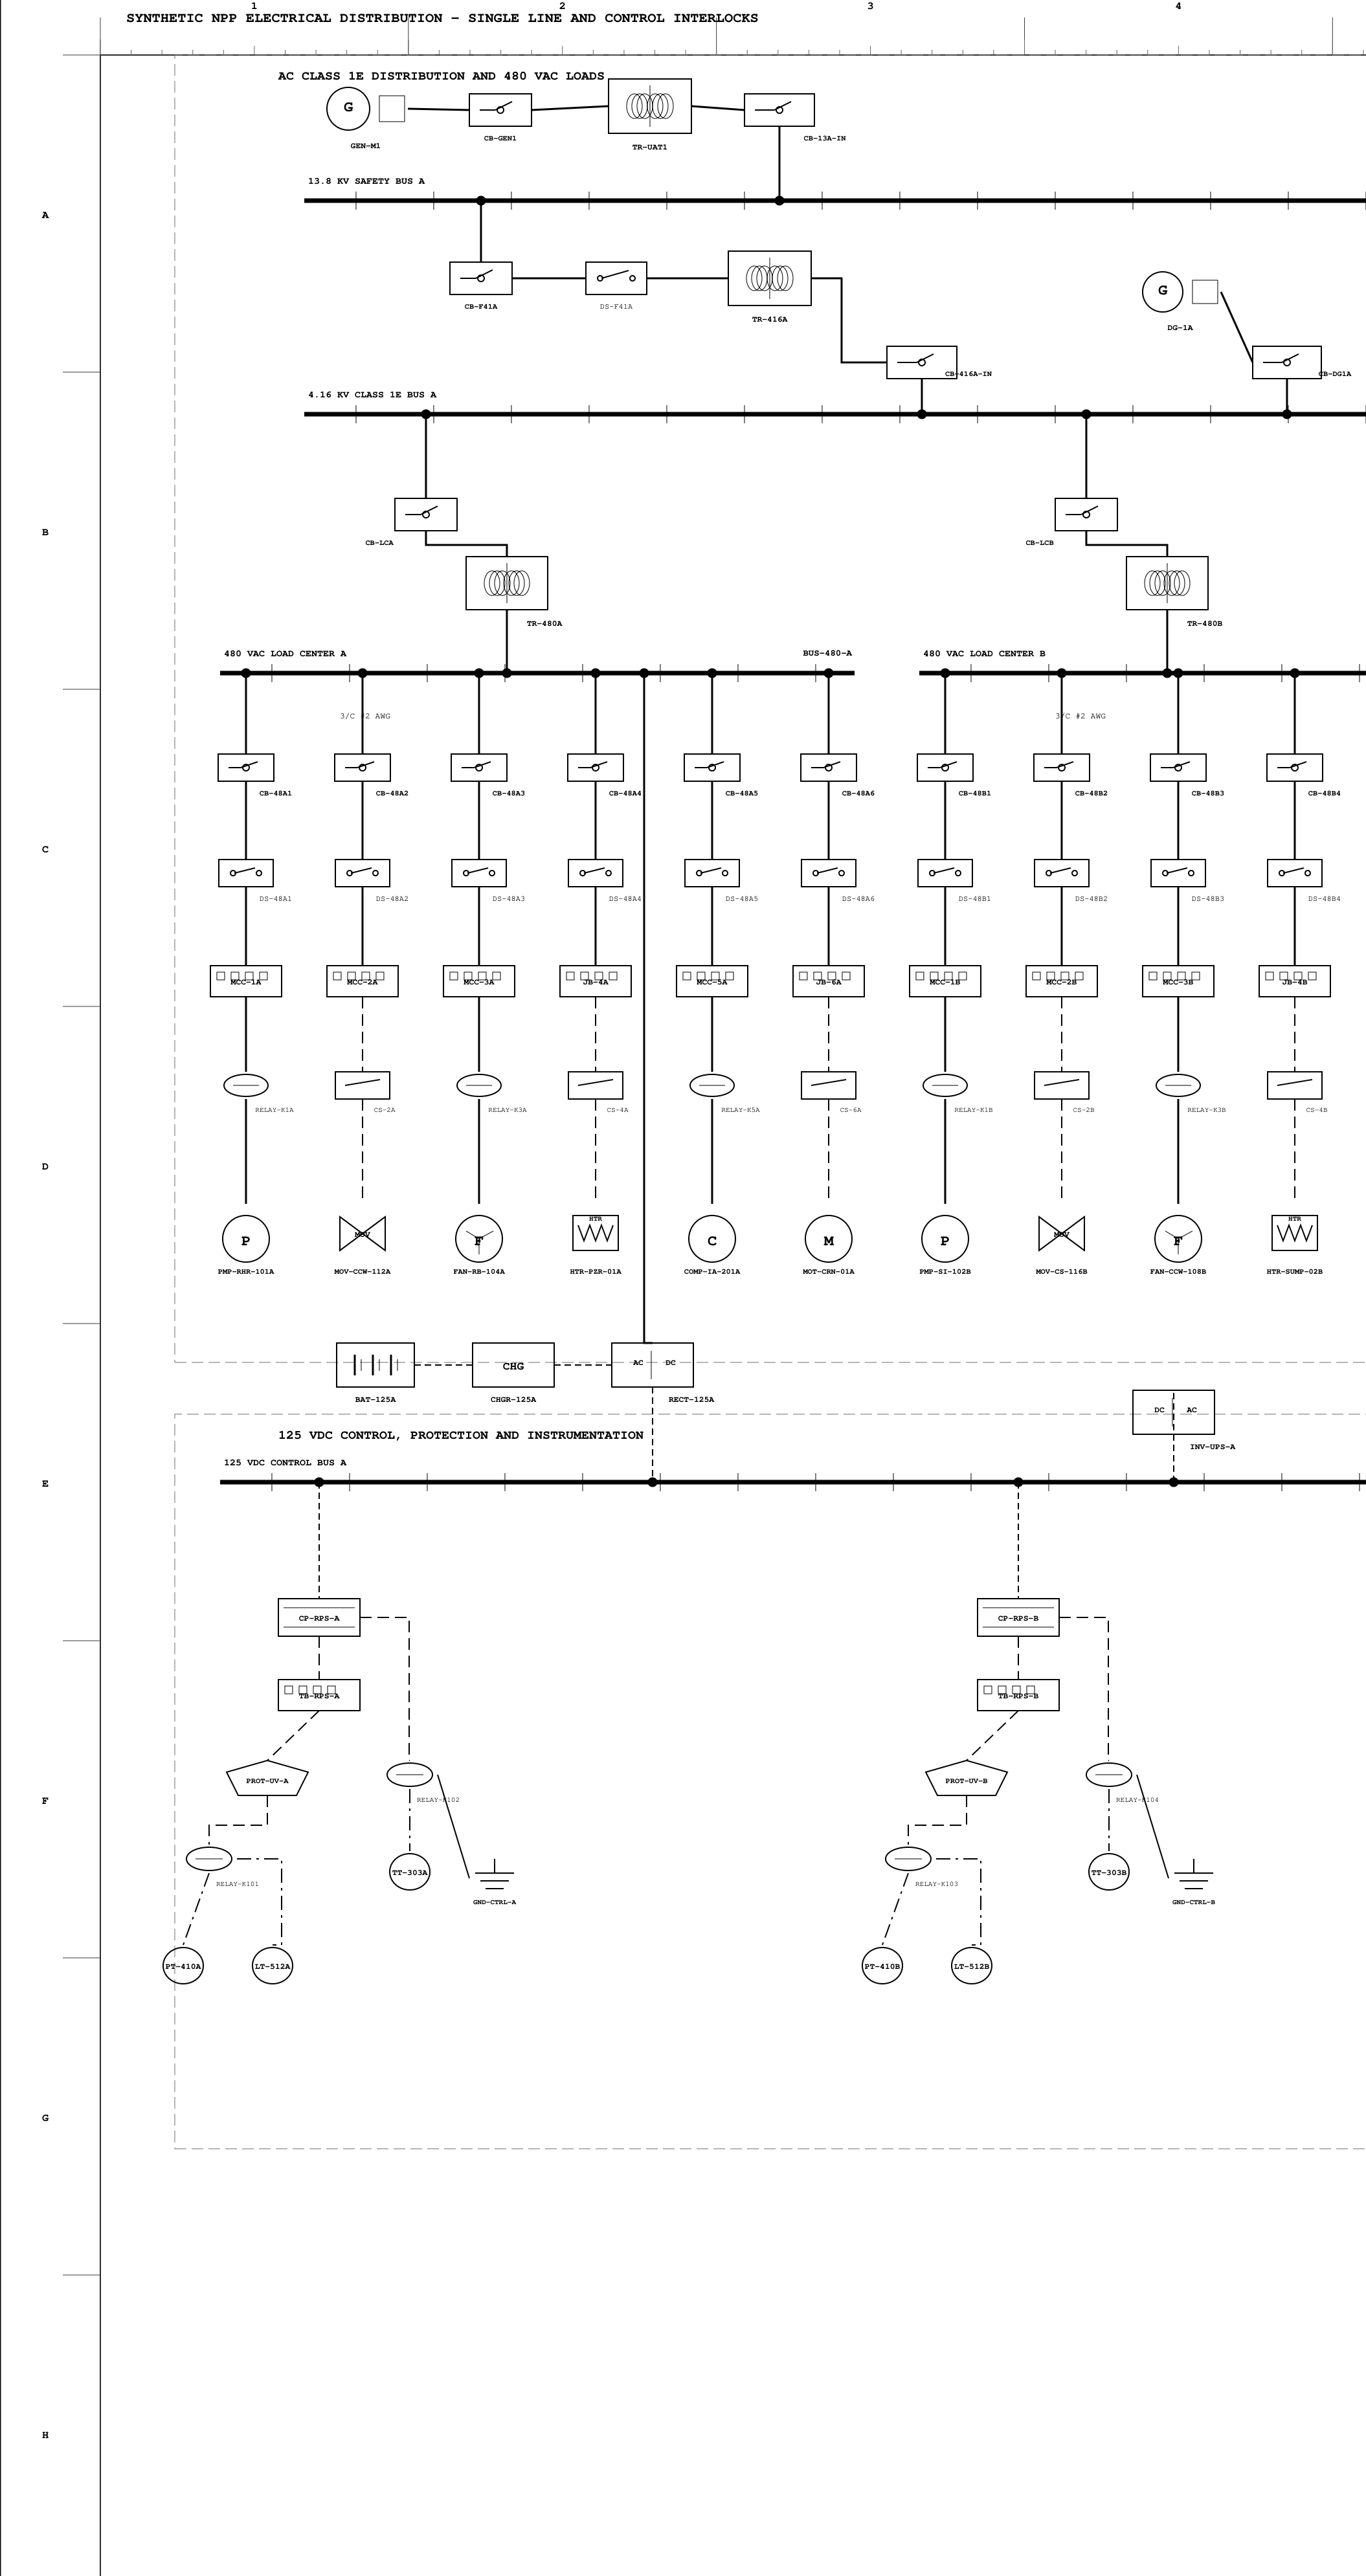 1 2 3 4
SYNTHETIC NPP ELECTRICAL DISTRIBUTION — SINGLE LINE AND CONTROL INTERLOCKS
AC CLASS 1E DISTRIBUTION AND 480 VAC LOADS
G
GEN-M1 CB-GEN1 TR-UAT1 CB-13A-IN
13.8 KV SAFETY BUS A
A
CB-F41A DS-F41A TR-416A
G
DG-1A
CB-416A-IN CB-DG1A
4.16 KV CLASS 1E BUS A
B
CB-LCA CB-LCB
TR-480A TR-480B
480 VAC LOAD CENTER A BUS-480-A 480 VAC LOAD CENTER B
3/C #2 AWG 3/C #2 AWG
CB-48A1 CB-48A2 CB-48A3 CB-48A4 CB-48A5 CB-48A6 CB-48B1 CB-48B2 CB-48B3 CB-48B4
C
DS-48A1 DS-48A2 DS-48A3 DS-48A4 DS-48A5 DS-48A6 DS-48B1 DS-48B2 DS-48B3 DS-48B4
MCC-1A MCC-2A MCC-3A JB-4A MCC-5A JB-6A MCC-1B MCC-2B MCC-3B JB-4B
RELAY-K1A CS-2A RELAY-K3A CS-4A RELAY-K5A CS-6A RELAY-K1B CS-2B RELAY-K3B CS-4B
D
HTR HTR
P MOV F C M P MOV F
PMP-RHR-101A MOV-CCW-112A FAN-RB-104A HTR-PZR-01A COMP-IA-201A MOT-CRN-01A PMP-SI-102B MOV-CS-116B FAN-CCW-108B HTR-SUMP-02B
CHG AC DC
BAT-125A CHGR-125A RECT-125A
DC AC
INV-UPS-A
125 VDC CONTROL, PROTECTION AND INSTRUMENTATION
125 VDC CONTROL BUS A
E
CP-RPS-A CP-RPS-B
TB-RPS-A TB-RPS-B
PROT-UV-A PROT-UV-B
F
RELAY-K102 RELAY-K104
TT-303A TT-303B
RELAY-K101 RELAY-K103
GND-CTRL-A GND-CTRL-B
PT-410A LT-512A PT-410B LT-512B
G
H